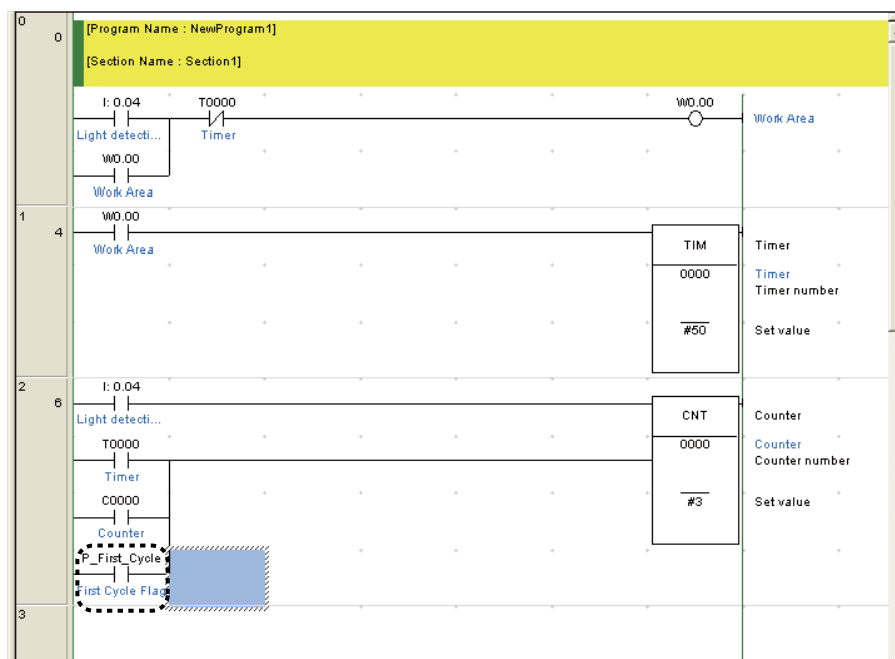 0
0
[Program Name : NewProgram1]
[Section Name : Section1]
I: 0.04
T0000
W0.00
Work Area
Light detecti...
Timer
W0.00
Work Area
1
4
W0.00
Work Area
TIM
Timer
0000
Timer
Timer number
#50
Set value
2
6
I: 0.04
Light detecti...
CNT
Counter
T0000
0000
Counter
Counter number
Timer
C0000
#3
Set value
Counter
P_First_Cycle
First Cycle Flag
3